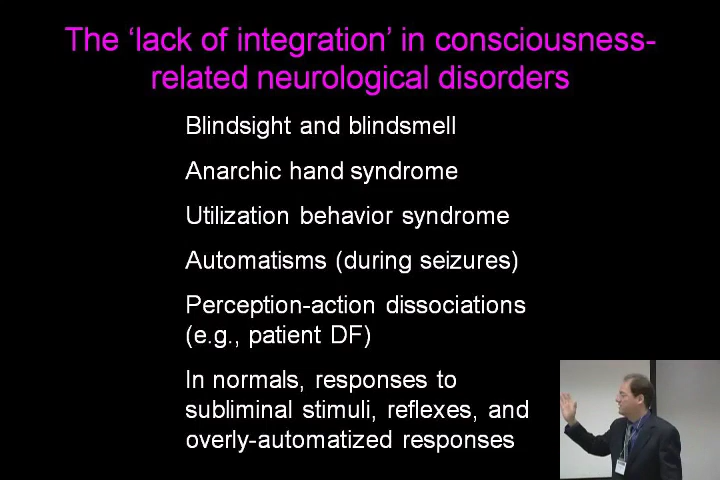 The ‘lack of integration’ in consciousness-
related neurological disorders
Blindsight and blindsmell
Anarchic hand syndrome
Utilization behavior syndrome
Automatisms (during seizures)
Perception-action dissociations
(e.g., patient DF)
In normals, responses to
subliminal stimuli, reflexes, and
overly-automatized responses